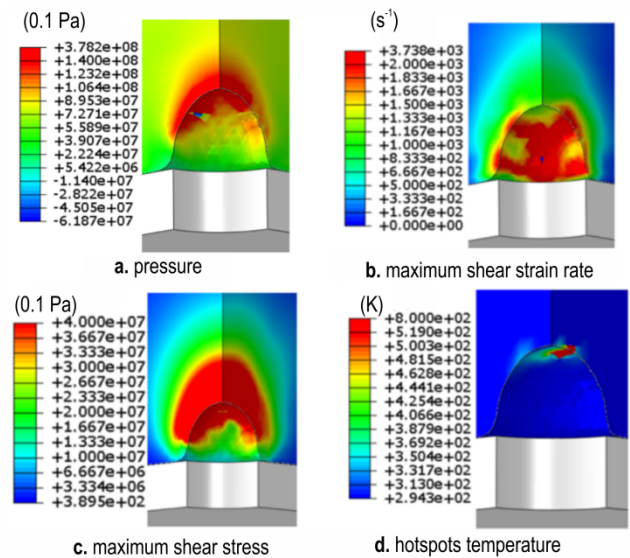 (0.1 Pa)
+3.782e+08
+1.400e+08
+1.232e+08
+1.064e+08
+8.953e+07
+7.271e+07
+5.589e+07
+3.907e+07
+2.224e+07
+5.422e+06
-1.140e+07
-2.822e+07
-4.505e+07
-6.187e+07
a. pressure
(s⁻¹)
+3.738e+03
+2.000e+03
+1.833e+03
+1.667e+03
+1.500e+03
+1.333e+03
+1.167e+03
+1.000e+03
+8.333e+02
+6.667e+02
+5.000e+02
+3.333e+02
+1.667e+02
+0.000e+00
b. maximum shear strain rate
(0.1 Pa)
+4.000e+07
+3.667e+07
+3.333e+07
+3.000e+07
+2.667e+07
+2.333e+07
+2.000e+07
+1.667e+07
+1.333e+07
+1.000e+07
+6.667e+06
+3.334e+06
+3.895e+02
c. maximum shear stress
(K)
+8.000e+02
+5.190e+02
+5.003e+02
+4.815e+02
+4.628e+02
+4.441e+02
+4.254e+02
+4.066e+02
+3.879e+02
+3.692e+02
+3.504e+02
+3.317e+02
+3.130e+02
+2.943e+02
d. hotspots temperature